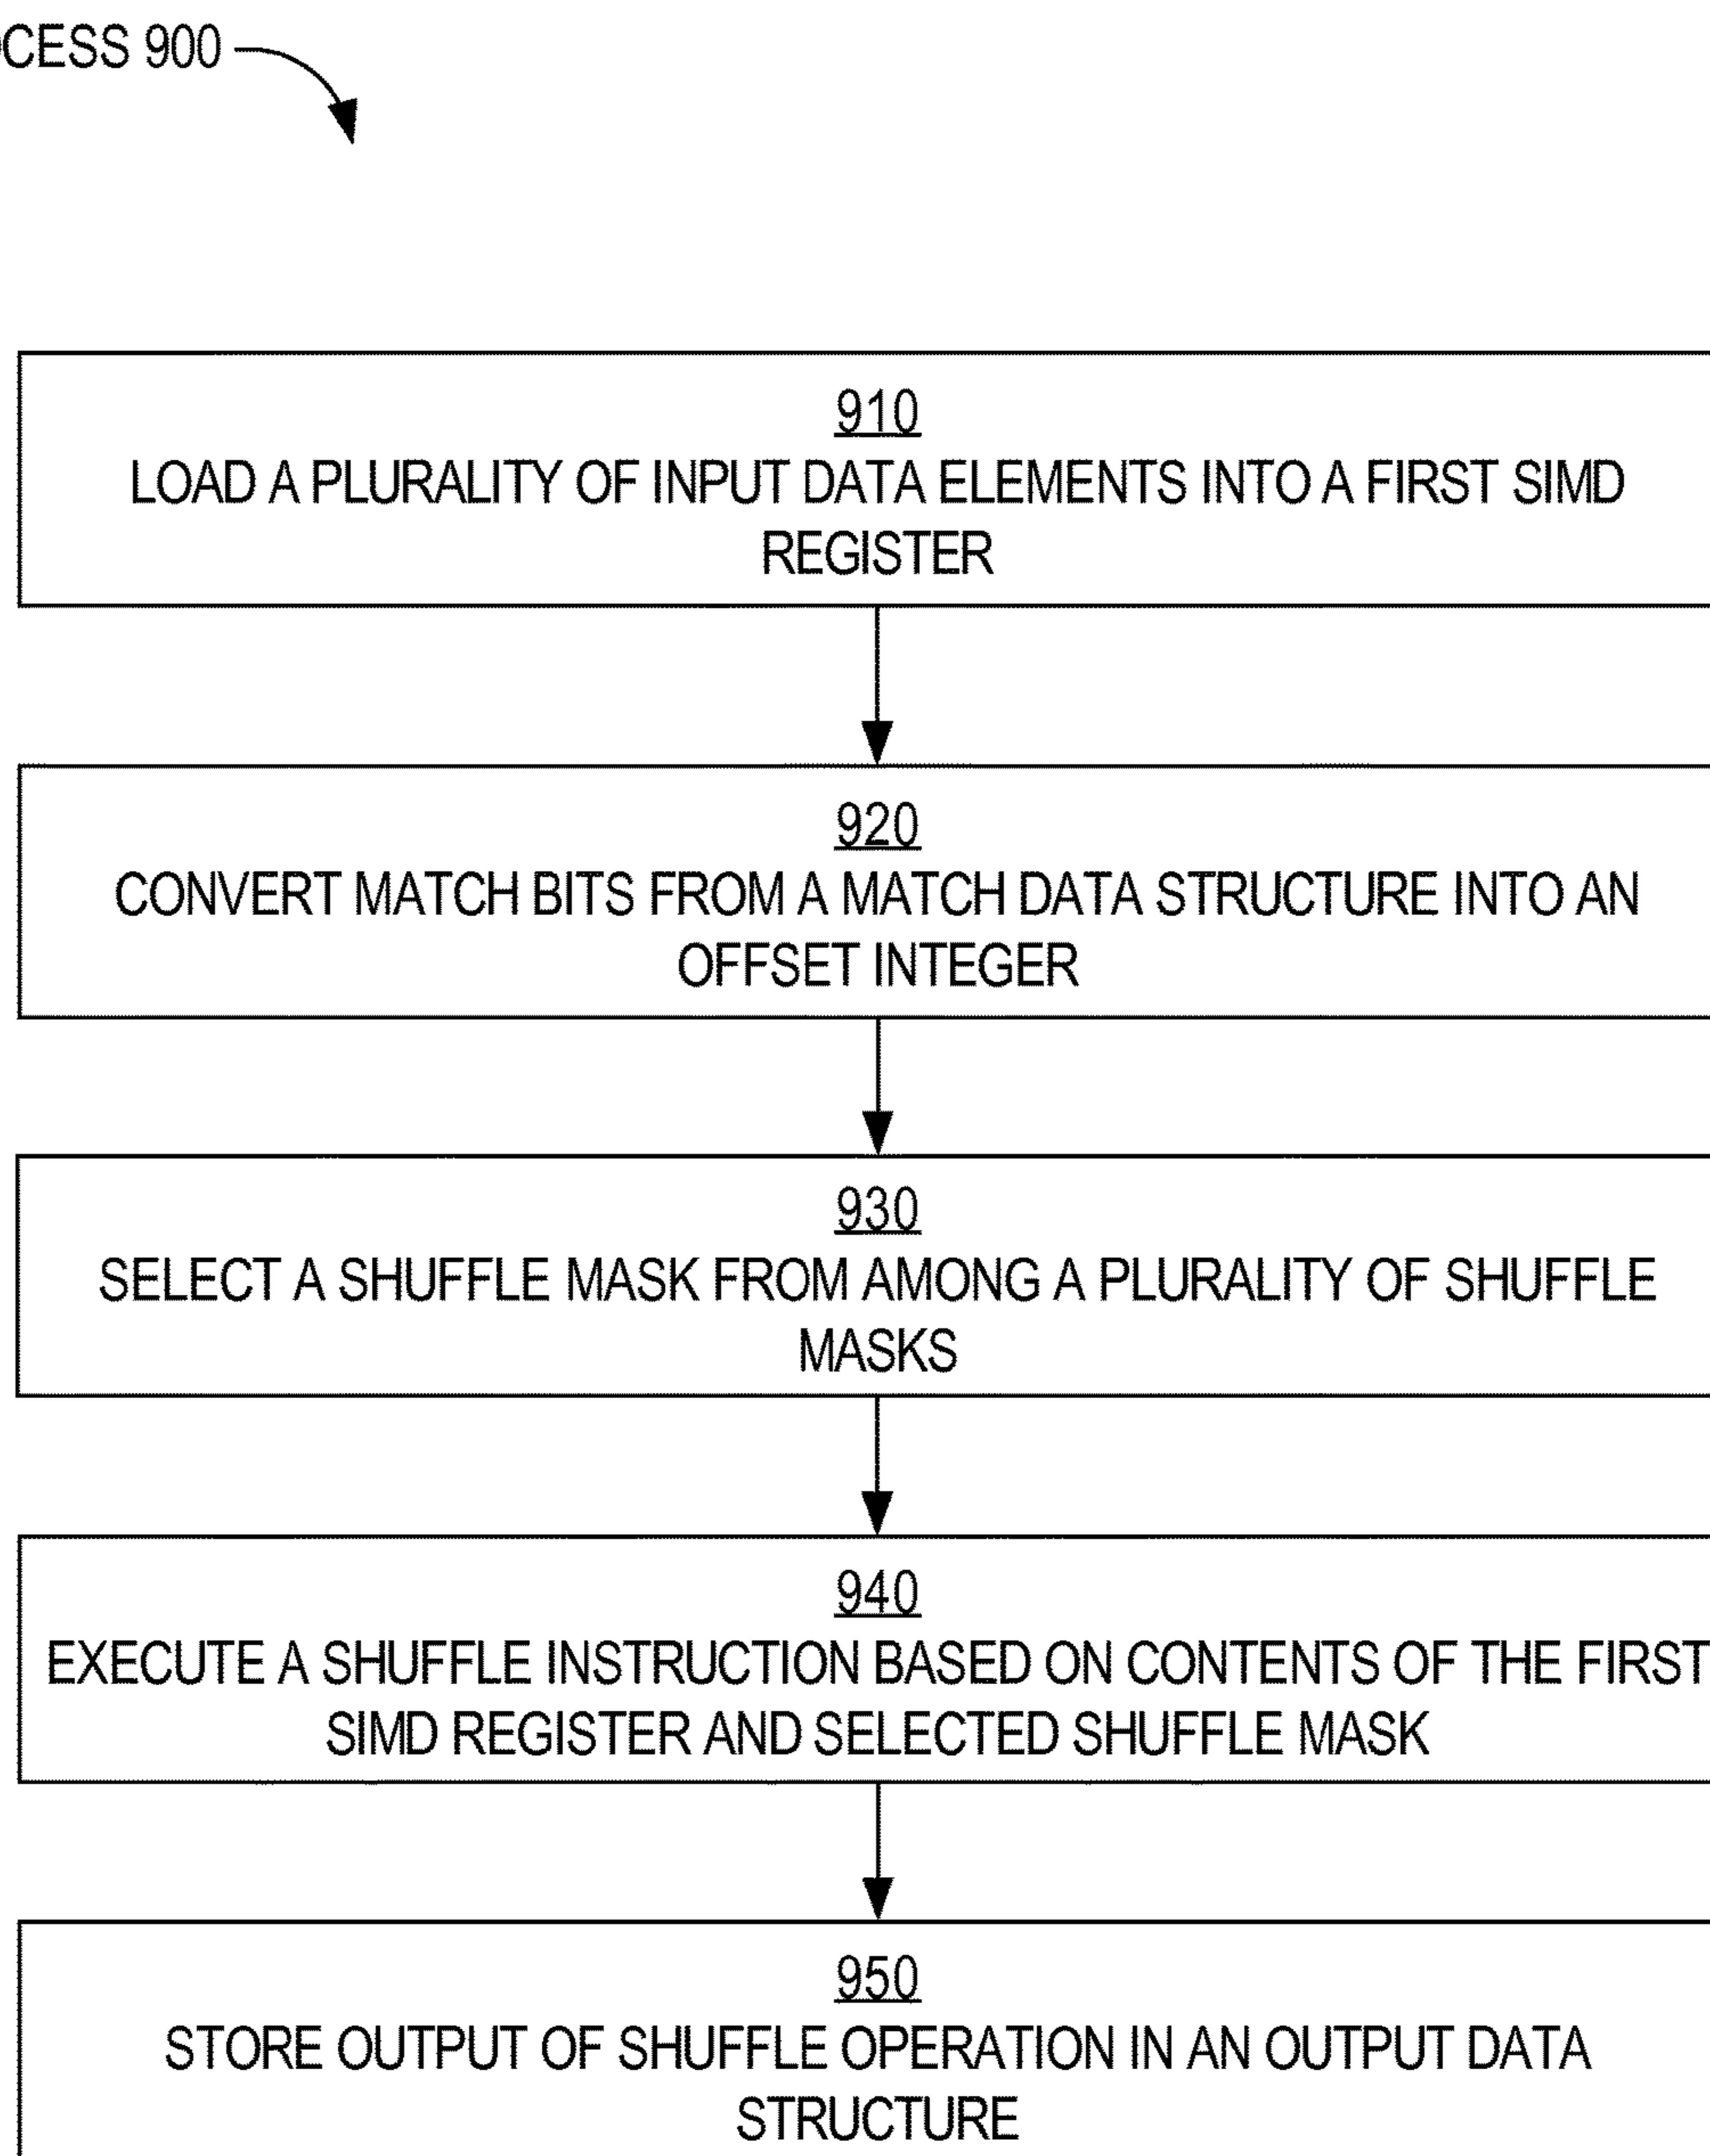 CESS 900
910
LOAD A PLURALITY OF INPUT DATA ELEMENTS INTO A FIRST SIMD
REGISTER
920
CONVERT MATCH BITS FROM A MATCH DATA STRUCTURE INTO AN
OFFSET INTEGER
930
SELECT A SHUFFLE MASK FROM AMONG A PLURALITY OF SHUFFLE
MASKS
940
EXECUTE A SHUFFLE INSTRUCTION BASED ON CONTENTS OF THE FIRST
SIMD REGISTER AND SELECTED SHUFFLE MASK
950
STORE OUTPUT OF SHUFFLE OPERATION IN AN OUTPUT DATA
STRUCTURE